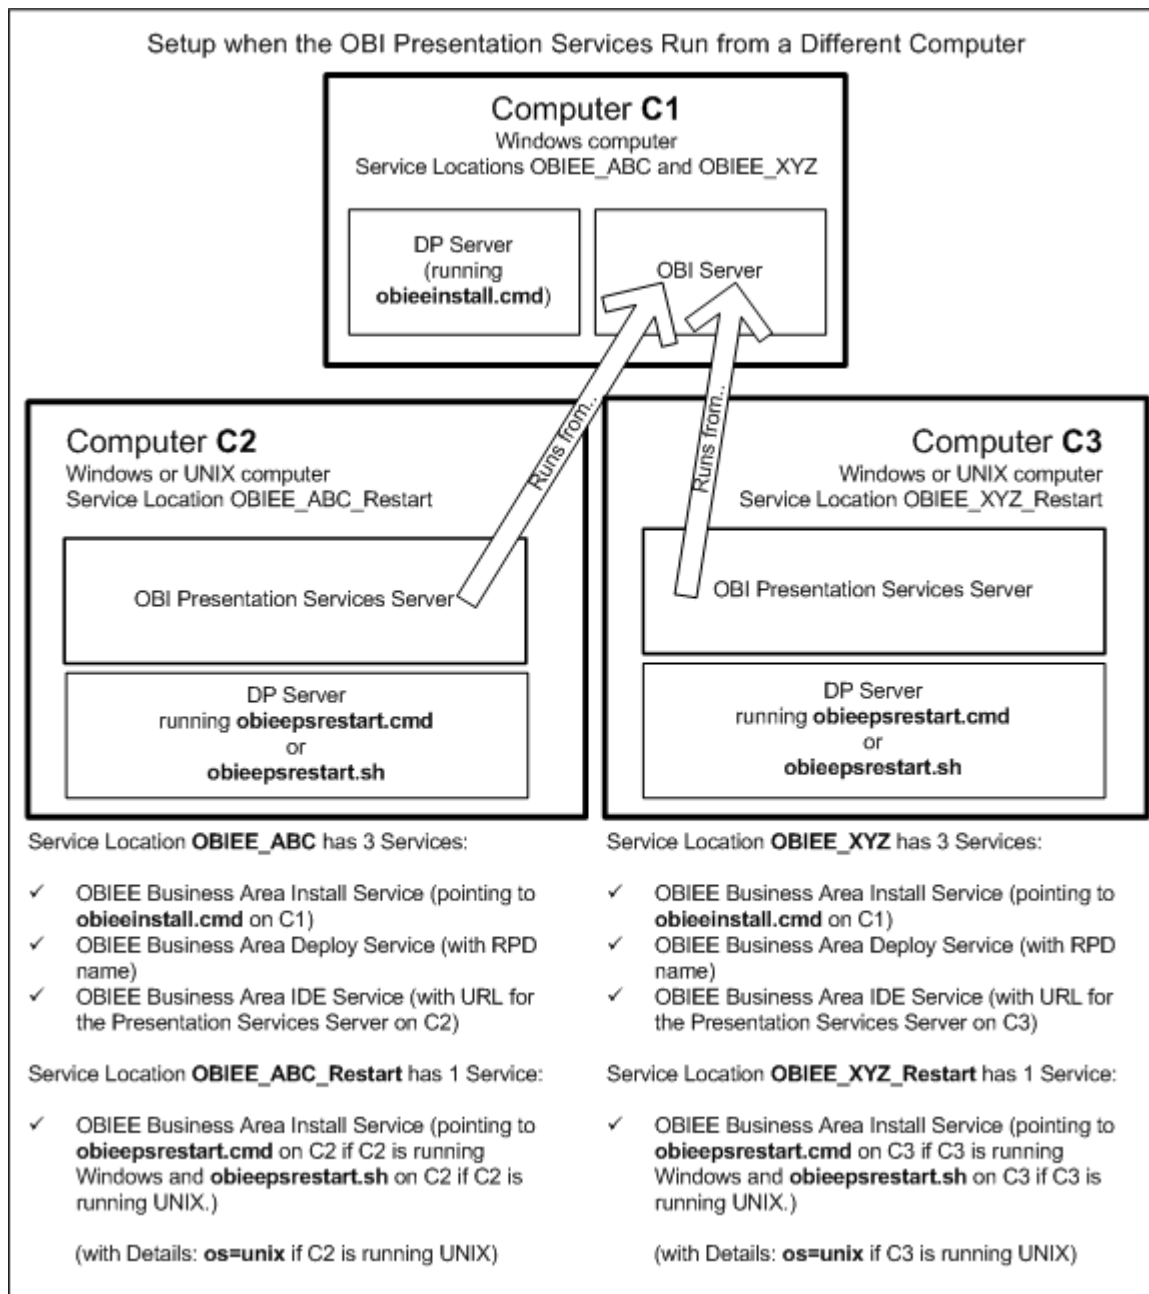 Setup when the OBI Presentation Services Run from a Different Computer
Computer C1
Windows computer
Service Locations OBIEE_ABC and OBIEE_XYZ
DP Server
(running
obieeinstall.cmd)
OBI Server
Runs from..
Runs from..
Computer C2
Windows or UNIX computer
Service Location OBIEE_ABC_Restart
OBI Presentation Services Server
DP Server
running obieepsrestart.cmd
or
obieepsrestart.sh
Computer C3
Windows or UNIX computer
Service Location OBIEE_XYZ_Restart
OBI Presentation Services Server
DP Server
running obieepsrestart.cmd
or
obieepsrestart.sh
Service Location OBIEE_ABC has 3 Services:
✓ OBIEE Business Area Install Service (pointing to
obieeinstall.cmd on C1)
✓ OBIEE Business Area Deploy Service (with RPD
name)
✓ OBIEE Business Area IDE Service (with URL for
the Presentation Services Server on C2)
Service Location OBIEE_ABC_Restart has 1 Service:
✓ OBIEE Business Area Install Service (pointing to
obieepsrestart.cmd on C2 if C2 is running
Windows and obieepsrestart.sh on C2 if C2 is
running UNIX.)
(with Details: os=unix if C2 is running UNIX)
Service Location OBIEE_XYZ has 3 Services:
✓ OBIEE Business Area Install Service (pointing to
obieeinstall.cmd on C1)
✓ OBIEE Business Area Deploy Service (with RPD
name)
✓ OBIEE Business Area IDE Service (with URL for
the Presentation Services Server on C3)
Service Location OBIEE_XYZ_Restart has 1 Service:
✓ OBIEE Business Area Install Service (pointing to
obieepsrestart.cmd on C3 if C3 is running
Windows and obieepsrestart.sh on C3 if C3 is
running UNIX.)
(with Details: os=unix if C3 is running UNIX)